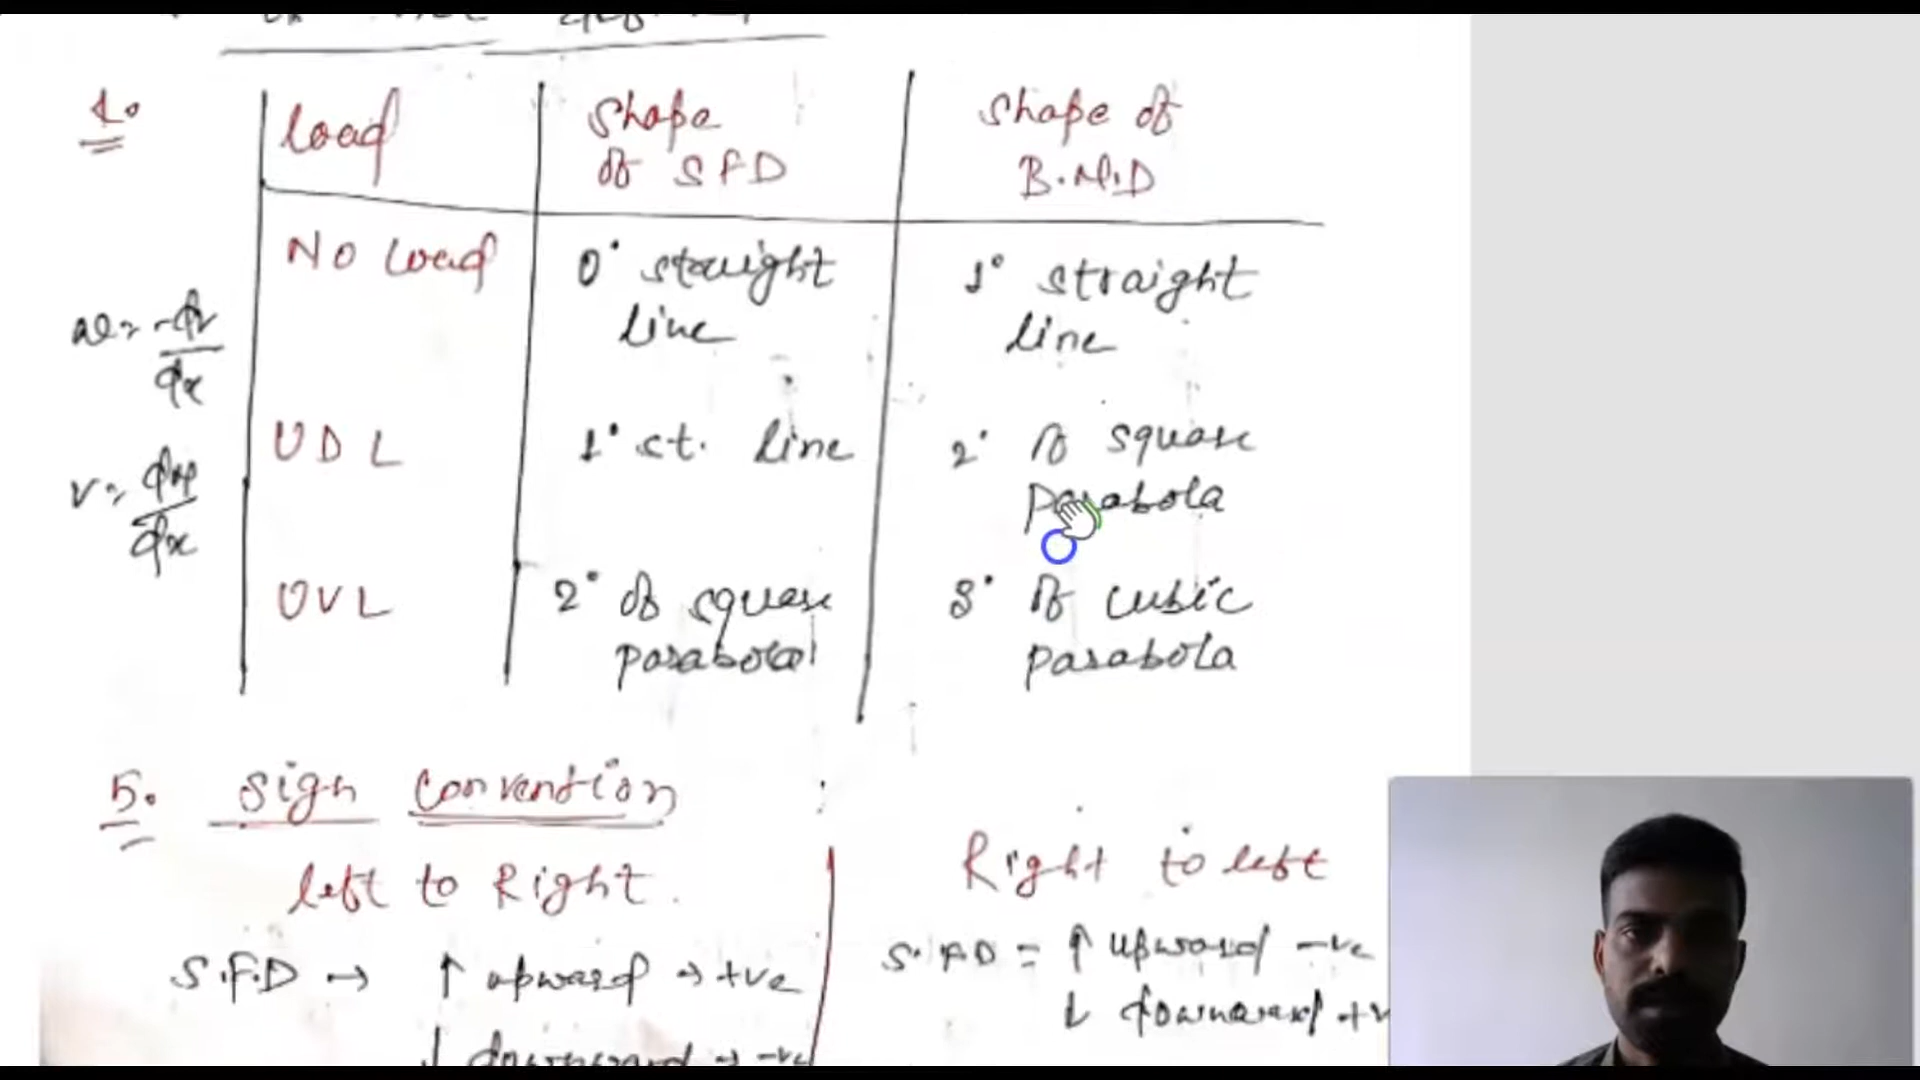 1.
Load
Shape of SFD
Shape of B.M.D
No Load
0° straight line
1° straight line
w = -dv/dx
UDL
1° st. line
2° of square parabola
v = dM/dx
UVL
2° of square parabola
3° of cubic parabola
5. Sign Convention
Left to Right.
Right to left
S.F.D → ↑ upward → +ve
↓ downward → -ve
S.F.D = ↑ upward -ve
↓ downward +v